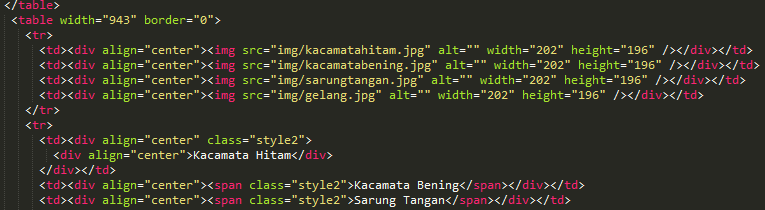 </table>
<table width="943" border="0">
<tr>
<td><div align="center"><img src="img/kacamatahitam.jpg" alt="" width="202" height="196" /></div></td>
<td><div align="center"><img src="img/kacamatabening.jpg" alt="" width="202" height="196" /></div></td>
<td><div align="center"><img src="img/sarungtangan.jpg" alt="" width="202" height="196" /></div></td>
<td><div align="center"><img src="img/gelang.jpg" alt="" width="202" height="196" /></div></td>
</tr>
<tr>
<td><div align="center" class="style2">
<div align="center">Kacamata Hitam</div>
</div></td>
<td><div align="center"><span class="style2">Kacamata Bening</span></div></td>
<td><div align="center"><span class="style2">Sarung Tangan</span></div></td>